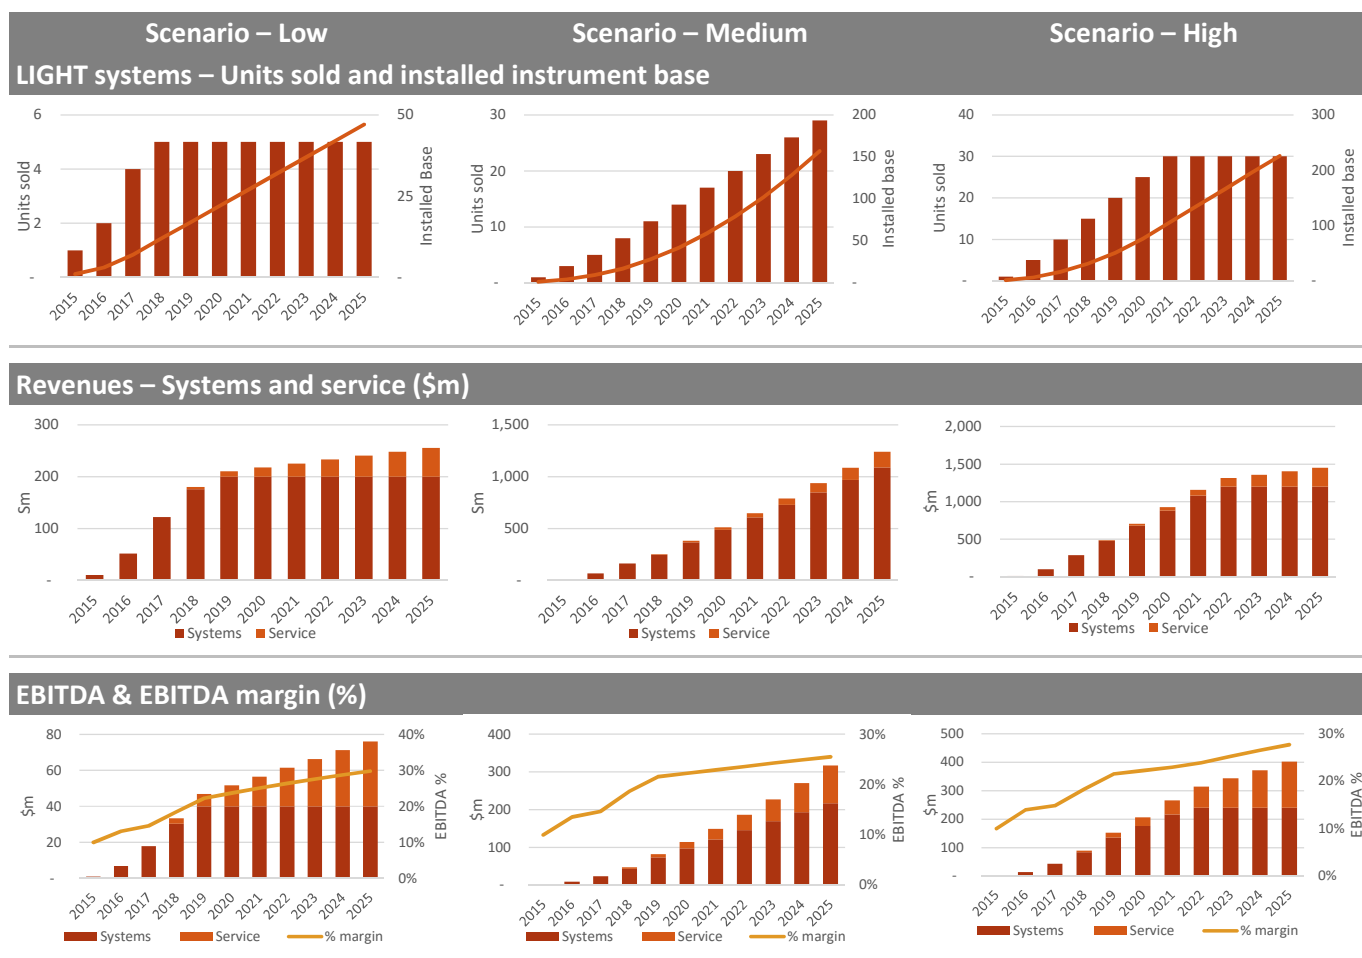 Scenario – Low Scenario – Medium Scenario – High
LIGHT systems – Units sold and installed instrument base
6
4
2
-
Units sold
50
25
-
Installed Base
2015 2016 2017 2018 2019 2020 2021 2022 2023 2024 2025
30
20
10
-
Units sold
200
150
100
50
-
Installed base
2015 2016 2017 2018 2019 2020 2021 2022 2023 2024 2025
40
30
20
10
-
Units sold
300
200
100
-
Installed base
2015 2016 2017 2018 2019 2020 2021 2022 2023 2024 2025
Revenues – Systems and service ($m)
300
200
100
-
$m
2015 2016 2017 2018 2019 2020 2021 2022 2023 2024 2025
Systems Service
1,500
1,000
500
-
$m
2015 2016 2017 2018 2019 2020 2021 2022 2023 2024 2025
Systems Service
2,000
1,500
1,000
500
-
$m
2015 2016 2017 2018 2019 2020 2021 2022 2023 2024 2025
Systems Service
EBITDA & EBITDA margin (%)
80
60
40
20
-
$m
40%
30%
20%
10%
0%
EBITDA %
2015 2016 2017 2018 2019 2020 2021 2022 2023 2024 2025
Systems Service % margin
400
300
200
100
-
$m
30%
20%
10%
0%
EBITDA %
2015 2016 2017 2018 2019 2020 2021 2022 2023 2024 2025
Systems Service % margin
500
400
300
200
100
-
$m
30%
20%
10%
0%
EBITDA %
2015 2016 2017 2018 2019 2020 2021 2022 2023 2024 2025
Systems Service % margin